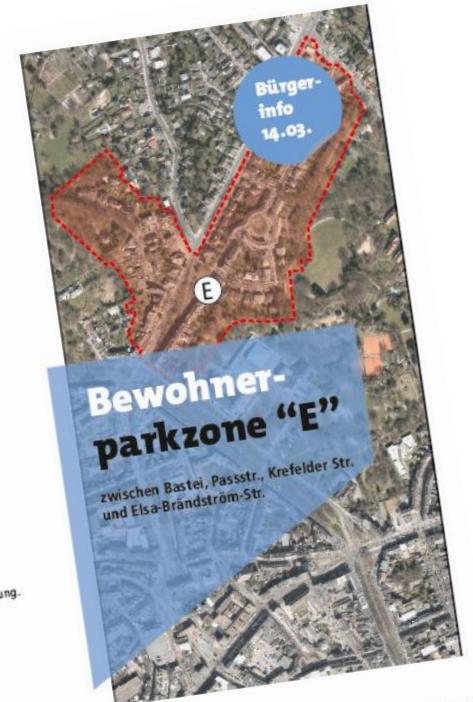 Bürger-
info
14.03.
E
Bewohner-
parkzone “E”
zwischen Bastei, Passstr., Krefelder Str.
und Elsa-Brändström-Str.
ung.